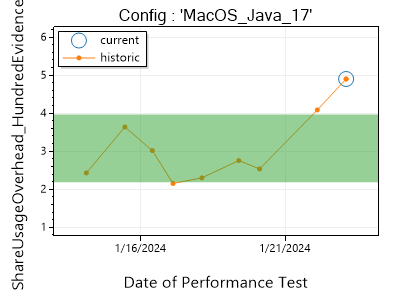 Config : 'MacOS_Java_17'
ShareUsageOverhead_HundredEvidence
6
5
4
3
2
1
current
historic
1/16/2024
1/21/2024
Date of Performance Test